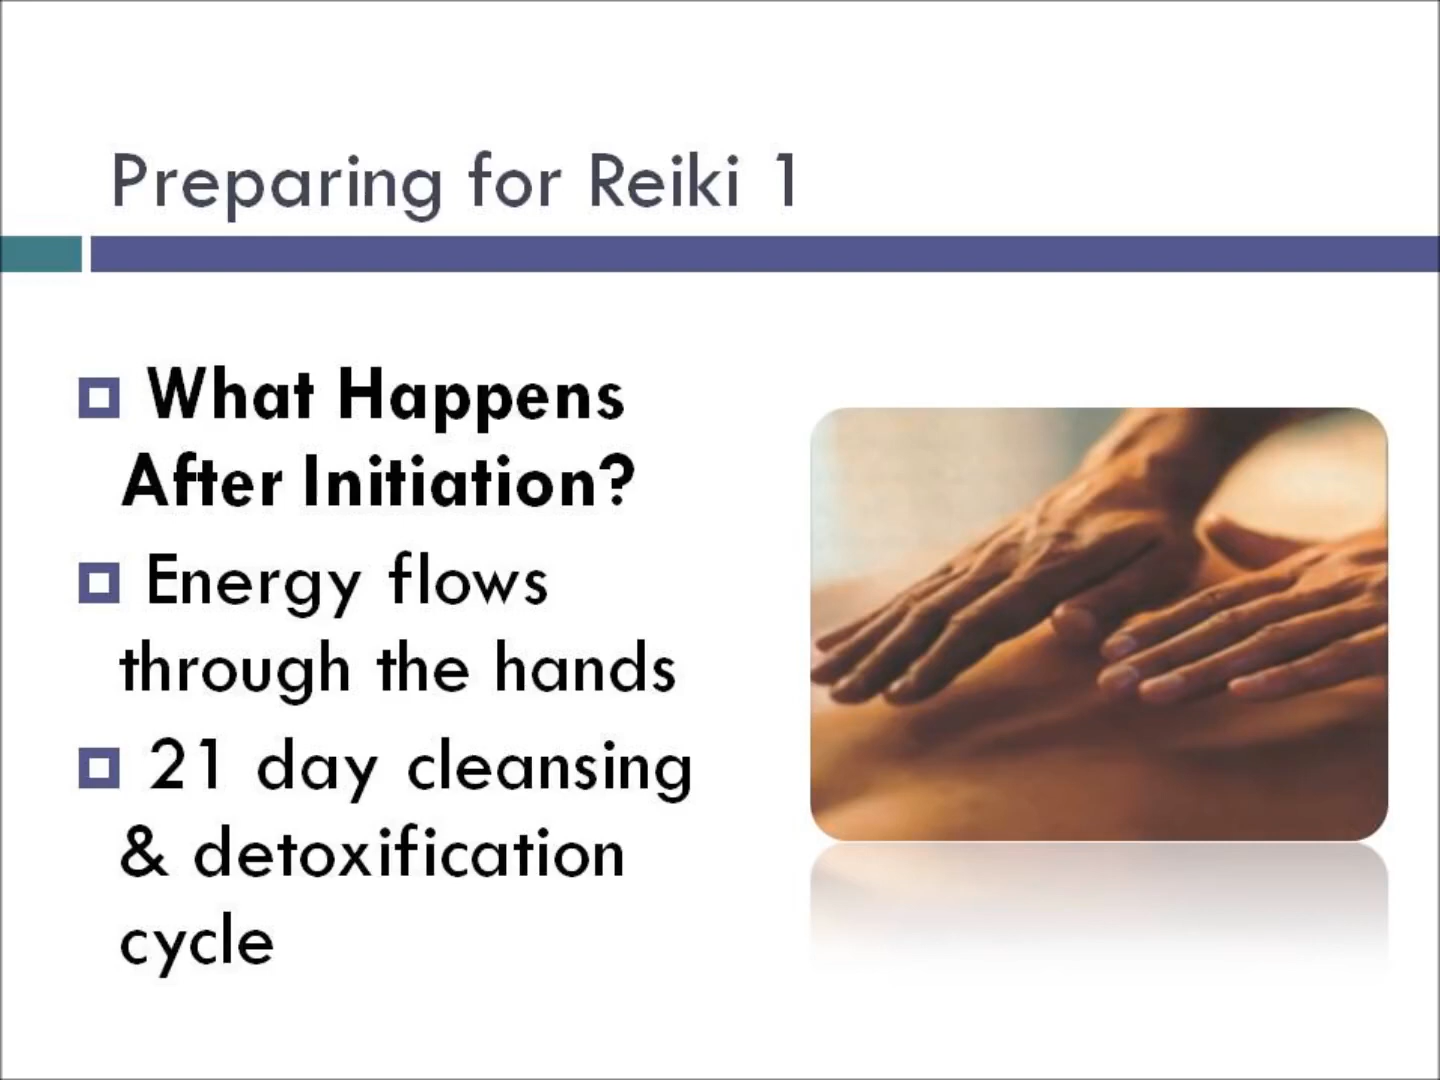 Preparing for Reiki 1
What Happens
After Initiation?
Energy flows
through the hands
21 day cleansing
& detoxification
cycle